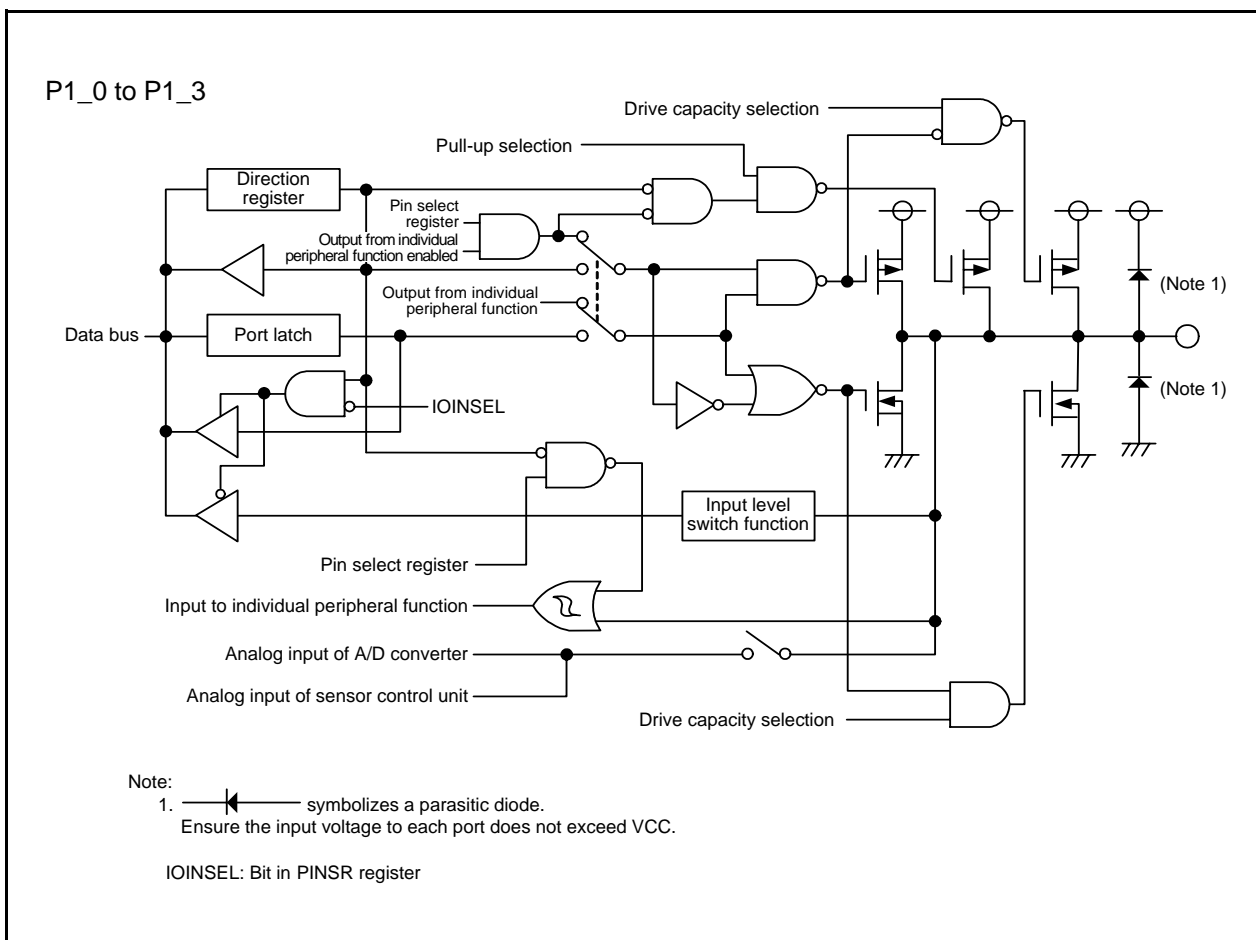 P1_0 to P1_3
Drive capacity selection
Pull-up selection
Direction
register
Pin select
register
Output from individual
peripheral function enabled
Output from individual
peripheral function
(Note 1)
Data bus
Port latch
(Note 1)
IOINSEL
Input level
switch function
Pin select register
Input to individual peripheral function
Analog input of A/D converter
Analog input of sensor control unit
Drive capacity selection
Note:
1. symbolizes a parasitic diode.
Ensure the input voltage to each port does not exceed VCC.
IOINSEL: Bit in PINSR register